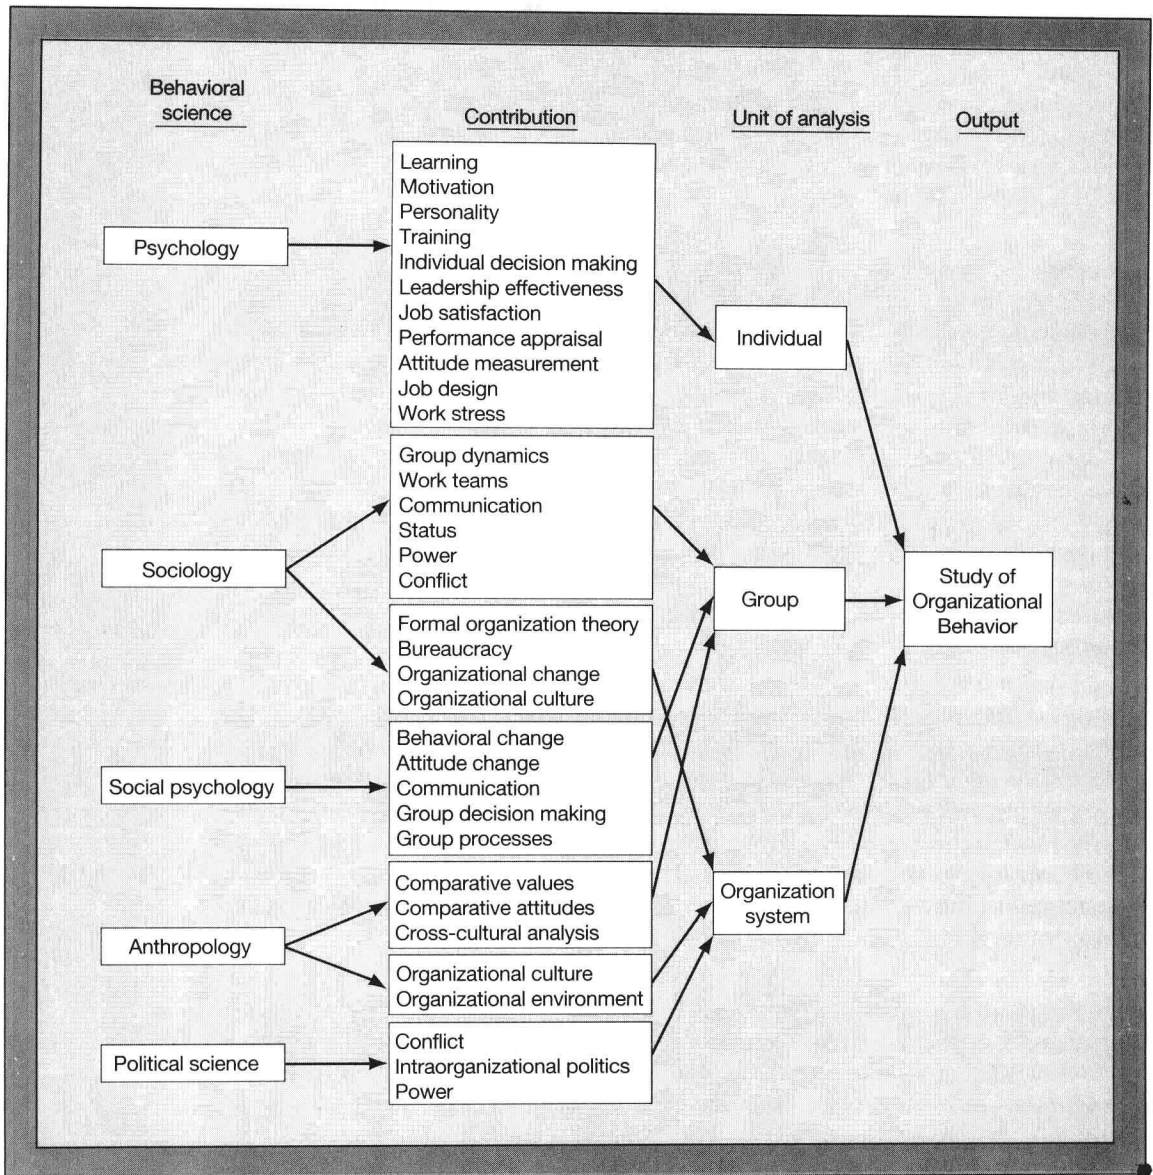 Behavioral
science
Contribution
Unit of analysis
Output
Psychology
Learning
Motivation
Personality
Training
Individual decision making
Leadership effectiveness
Job satisfaction
Performance appraisal
Attitude measurement
Job design
Work stress
Individual
Sociology
Group dynamics
Work teams
Communication
Status
Power
Conflict
Formal organization theory
Bureaucracy
Organizational change
Organizational culture
Group
Study of
Organizational
Behavior
Social psychology
Behavioral change
Attitude change
Communication
Group decision making
Group processes
Anthropology
Comparative values
Comparative attitudes
Cross-cultural analysis
Organizational culture
Organizational environment
Organization
system
Political science
Conflict
Intraorganizational politics
Power